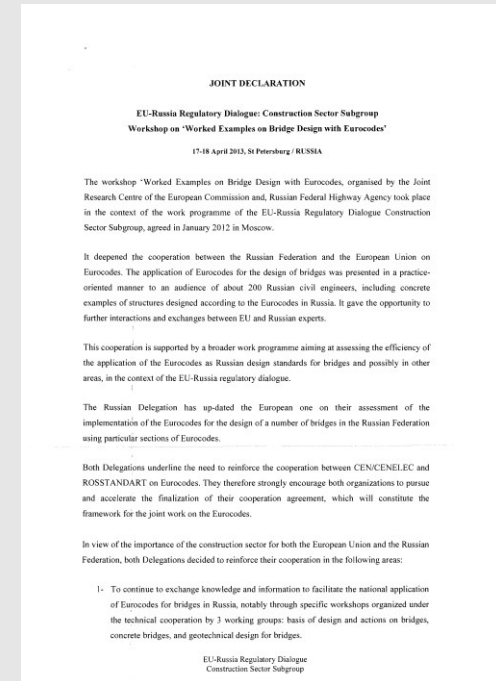 JOINT DECLARATION
EU-Russia Regulatory Dialogue: Construction Sector Subgroup
Workshop on ‘Worked Examples on Bridge Design with Eurocodes’
17-18 April 2013, St Petersburg / RUSSIA
The workshop ‘Worked Examples on Bridge Design with Eurocodes, organised by the Joint
Research Centre of the European Commission and, Russian Federal Highway Agency took place
in the context of the work programme of the EU-Russia Regulatory Dialogue Construction
Sector Subgroup, agreed in January 2012 in Moscow.
It deepened the cooperation between the Russian Federation and the European Union on
Eurocodes. The application of Eurocodes for the design of bridges was presented in a practice-
oriented manner to an audience of about 200 Russian civil engineers, including concrete
examples of structures designed according to the Eurocodes in Russia. It gave the opportunity to
further interactions and exchanges between EU and Russian experts.
This cooperation is supported by a broader work programme aiming at assessing the efficiency of
the application of the Eurocodes as Russian design standards for bridges and possibly in other
areas, in the context of the EU-Russia regulatory dialogue.
The Russian Delegation has up-dated the European one on their assessment of the
implementation of the Eurocodes for the design of a number of bridges in the Russian Federation
using particular sections of Eurocodes.
Both Delegations underline the need to reinforce the cooperation between CEN/CENELEC and
ROSSTANDART on Eurocodes. They therefore strongly encourage both organizations to pursue
and accelerate the finalization of their cooperation agreement, which will constitute the
framework for the joint work on the Eurocodes.
In view of the importance of the construction sector for both the European Union and the Russian
Federation, both Delegations decided to reinforce their cooperation in the following areas:
1- To continue to exchange knowledge and information to facilitate the national application
of Eurocodes for bridges in Russia, notably through specific workshops organized under
the technical cooperation by 3 working groups: basis of design and actions on bridges,
concrete bridges, and geotechnical design for bridges.
EU-Russia Regulatory Dialogue
Construction Sector Subgroup